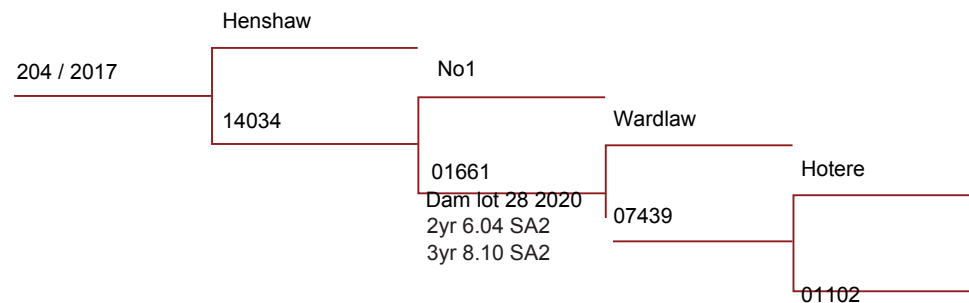 Henshaw
204 / 2017
No1
14034
Wardlaw
01661
Hotere
Dam lot 28 2020
07439
2yr 6.04 SA2
3yr 8.10 SA2
01102